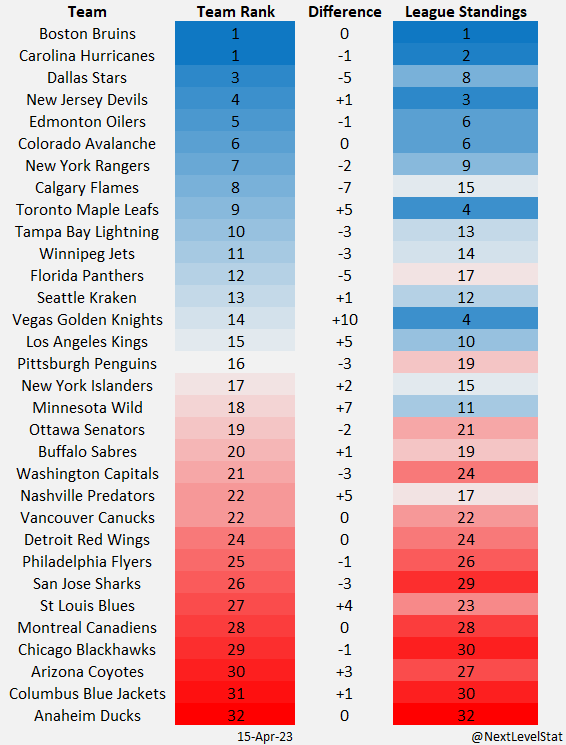 Team Team Rank Difference League Standings
Boston Bruins 1 0 1
Carolina Hurricanes 1 -1 2
Dallas Stars 3 -5 8
New Jersey Devils 4 +1 3
Edmonton Oilers 5 -1 6
Colorado Avalanche 6 0 6
New York Rangers 7 -2 9
Calgary Flames 8 -7 15
Toronto Maple Leafs 9 +5 4
Tampa Bay Lightning 10 -3 13
Winnipeg Jets 11 -3 14
Florida Panthers 12 -5 17
Seattle Kraken 13 +1 12
Vegas Golden Knights 14 +10 4
Los Angeles Kings 15 +5 10
Pittsburgh Penguins 16 -3 19
New York Islanders 17 +2 15
Minnesota Wild 18 +7 11
Ottawa Senators 19 -2 21
Buffalo Sabres 20 +1 19
Washington Capitals 21 -3 24
Nashville Predators 22 +5 17
Vancouver Canucks 22 0 22
Detroit Red Wings 24 0 24
Philadelphia Flyers 25 -1 26
San Jose Sharks 26 -3 29
St Louis Blues 27 +4 23
Montreal Canadiens 28 0 28
Chicago Blackhawks 29 -1 30
Arizona Coyotes 30 +3 27
Columbus Blue Jackets 31 +1 30
Anaheim Ducks 32 0 32
15-Apr-23 @NextLevelStat